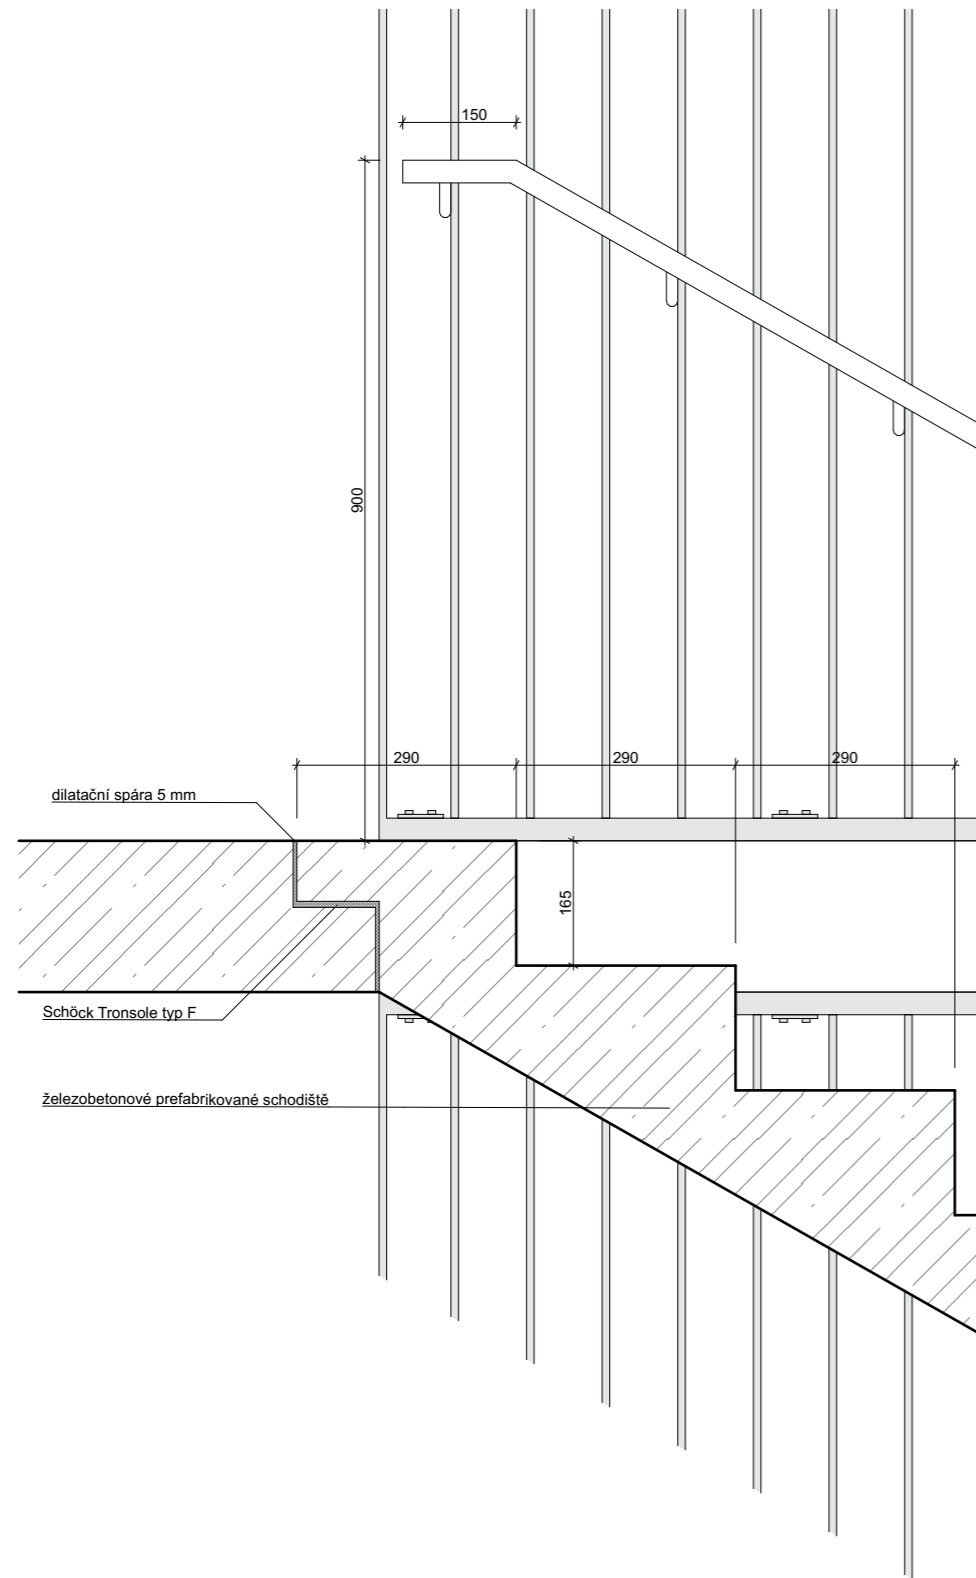 150
900
290
290
290
dilatační spára 5 mm
165
Schöck Tronsole typ F
železobetonové prefabrikované schodiště